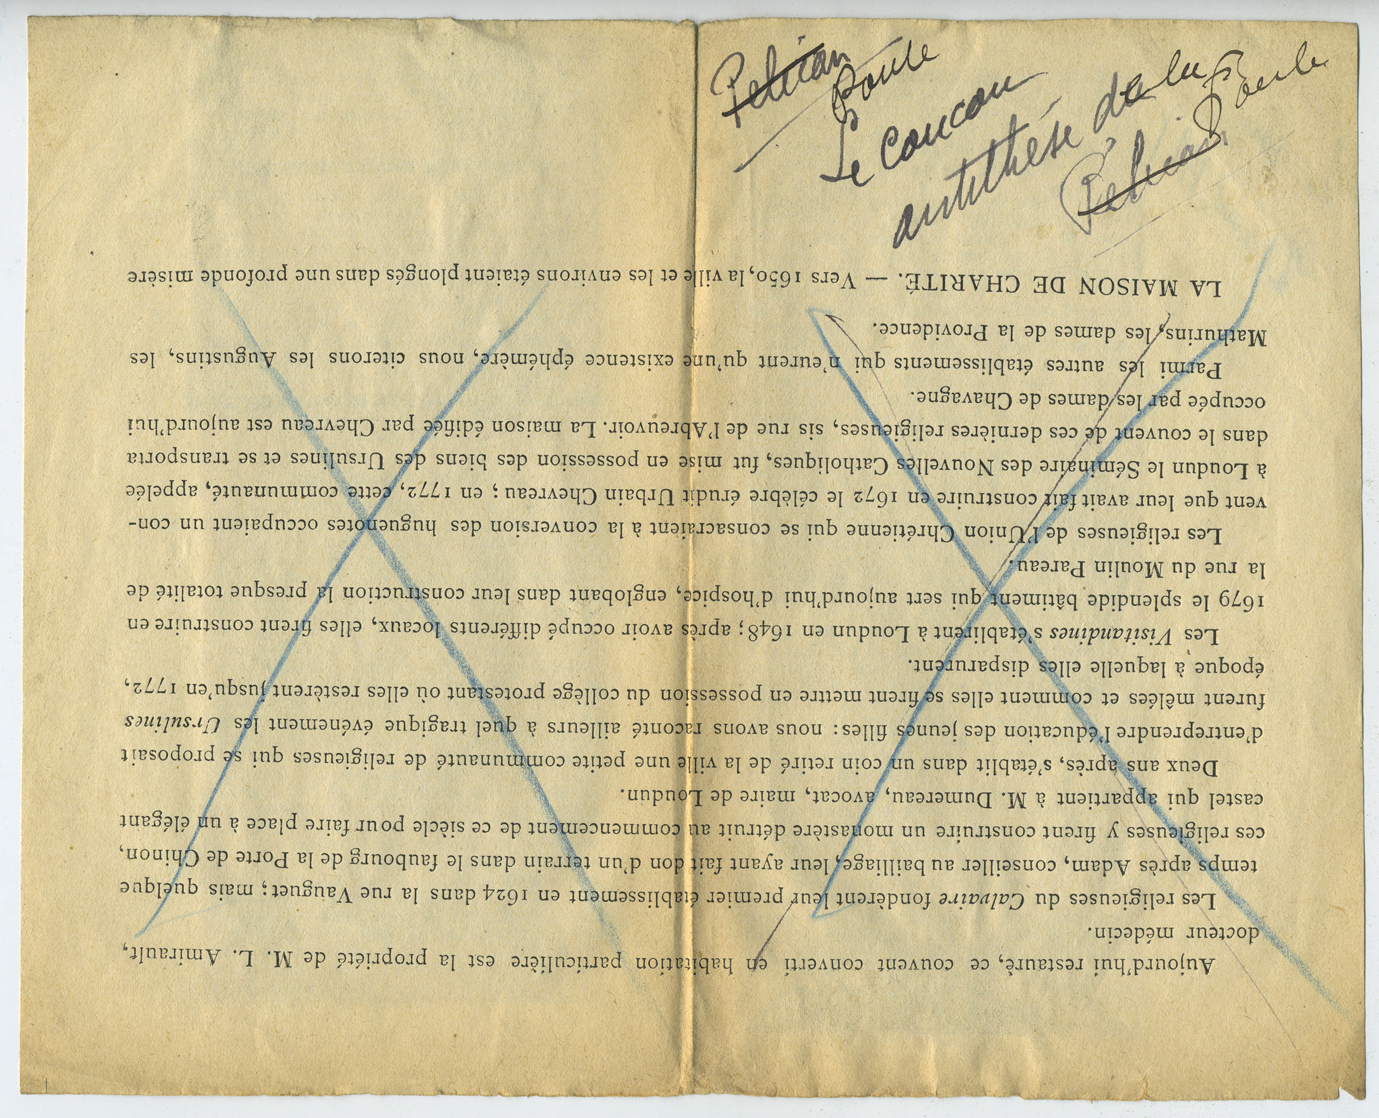 Pelican
Poule
Le coucou
antithèse de la
Poule
Pélican
Aujourd'hui restauré, ce couvent converti en habitation particulière est la propriété de M. L. Amirault,
docteur médecin.
Les religieuses du Calvaire fondèrent leur premier établissement en 1624 dans la rue Vauguet; mais quelque
temps après Adam, conseiller au bailliage, leur ayant fait don d'un terrain dans le faubourg de la Porte de Chinon,
ces religieuses y firent construire un monastère détruit au commencement de ce siècle pour faire place à un élégant
castel qui appartient à M. Dumereau, avocat, maire de Loudun.
Deux ans après, s'établit dans un coin retiré de la ville une petite communauté de religieuses qui se proposait
d'entreprendre l'éducation des jeunes filles: nous avons raconté ailleurs à quel tragique événement les Ursulines
furent mêlées et comment elles se firent mettre en possession du collège protestant où elles restèrent jusqu'en 1772,
époque à laquelle elles disparurent.
Les Visitandines s'établirent à Loudun en 1648; après avoir occupé différents locaux, elles firent construire en
1679 le splendide bâtiment qui sert aujourd'hui d'hospice, englobant dans leur construction la presque totalité de
la rue du Moulin Pareau.
Les religieuses de l'Union Chrétienne qui se consacraient à la conversion des huguenotes occupaient un con-
vent que leur avait fait construire en 1672 le célèbre érudit Urbain Chevreau; en 1772, cette communauté, appelée
à Loudun le Séminaire des Nouvelles Catholiques, fut mise en possession des biens des Ursulines et se transporta
dans le couvent de ces dernières religieuses, sis rue de l'Abreuvoir. La maison édifiée par Chevreau est aujourd'hui
occupée par les dames de Chavagne.
Parmi les autres établissements qui n'eurent qu'une existence éphémère, nous citerons les Augustins, les
Mathurins, les dames de la Providence.
LA MAISON DE CHARITÉ. — Vers 1650, la ville et les environs étaient plongés dans une profonde misère